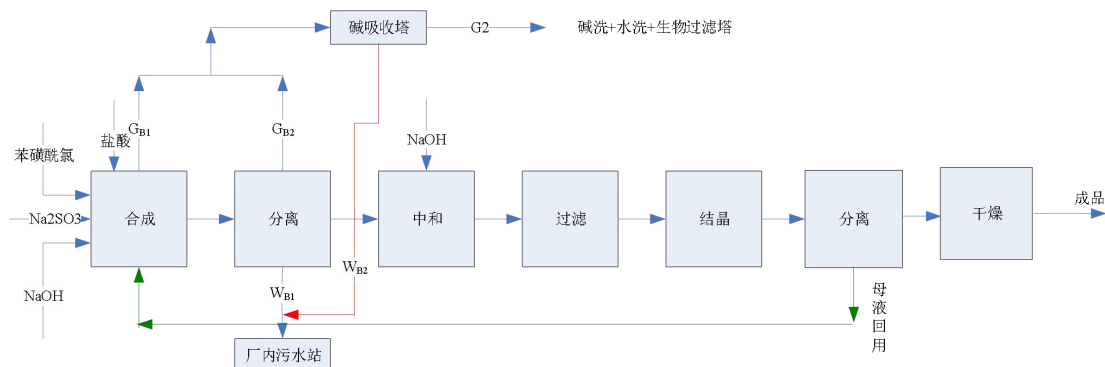 碱吸收塔
G2
碱洗+水洗+生物过滤塔
盐酸
GB1
GB2
NaOH
苯磺酰氯
Na2SO3
NaOH
合成
分离
中和
过滤
结晶
分离
干燥
成品
WB1
WB2
母液回用
厂内污水站